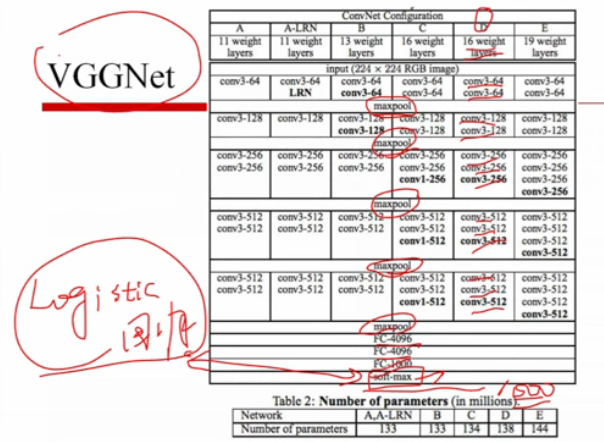 VGGNet
ConvNet Configuration
A A-LRN B C D E
11 weight layers 11 weight layers 13 weight layers 16 weight layers 16 weight layers 19 weight layers
input (224 × 224 RGB image)
conv3-64 conv3-64 conv3-64 conv3-64 conv3-64 conv3-64
LRN conv3-64 conv3-64 conv3-64 conv3-64
maxpool
conv3-128 conv3-128 conv3-128 conv3-128 conv3-128 conv3-128
conv3-128 conv3-128 conv3-128 conv3-128
maxpool
conv3-256 conv3-256 conv3-256 conv3-256 conv3-256 conv3-256
conv3-256 conv3-256 conv3-256 conv3-256 conv3-256 conv3-256
conv1-256 conv3-256 conv3-256
conv3-256
maxpool
conv3-512 conv3-512 conv3-512 conv3-512 conv3-512 conv3-512
conv3-512 conv3-512 conv3-512 conv3-512 conv3-512 conv3-512
conv1-512 conv3-512 conv3-512
conv3-512
maxpool
conv3-512 conv3-512 conv3-512 conv3-512 conv3-512 conv3-512
conv3-512 conv3-512 conv3-512 conv3-512 conv3-512 conv3-512
conv1-512 conv3-512 conv3-512
conv3-512
maxpool
FC-4096
FC-4096
FC-1000
soft-max
Logistic
回归
1000
Table 2: Number of parameters (in millions).
Network A,A-LRN B C D E
Number of parameters 133 133 134 138 144